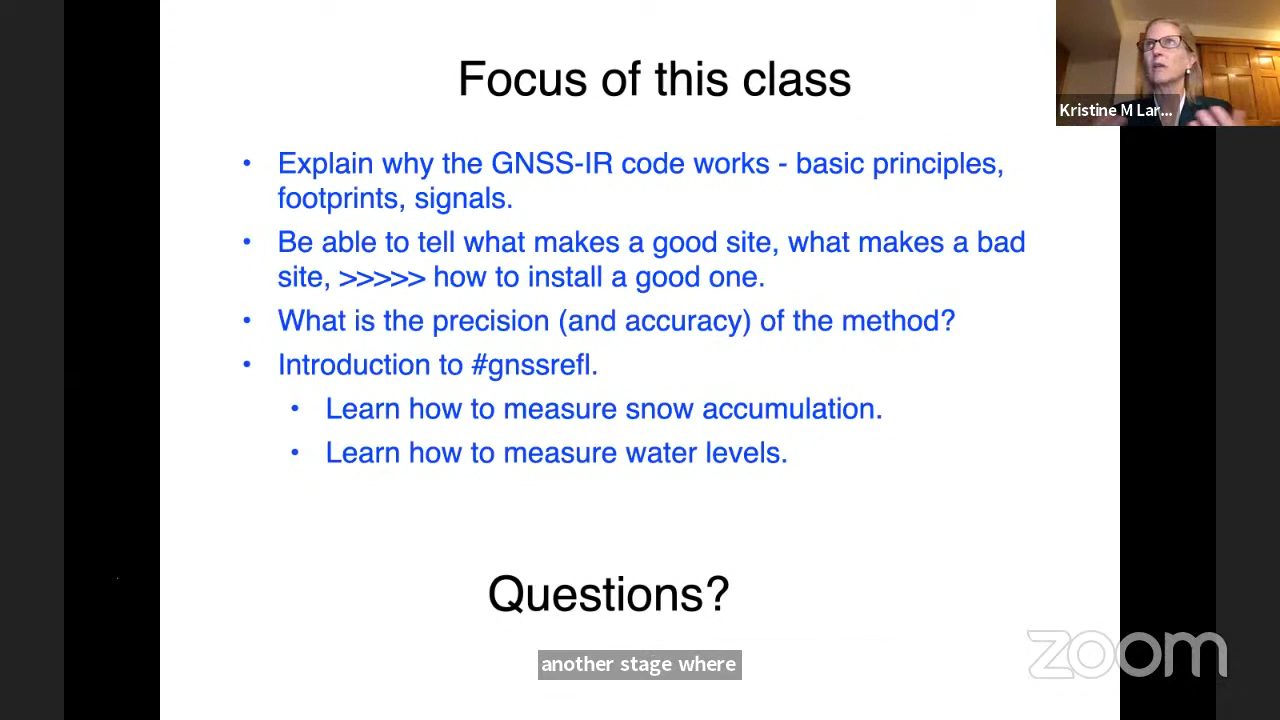 Focus of this class
Kristine M Lar...
• Explain why the GNSS-IR code works - basic principles,
footprints, signals.
• Be able to tell what makes a good site, what makes a bad
site, >>>>> how to install a good one.
• What is the precision (and accuracy) of the method?
• Introduction to #gnssrefl.
• Learn how to measure snow accumulation.
• Learn how to measure water levels.
Questions?
another stage where
zoom